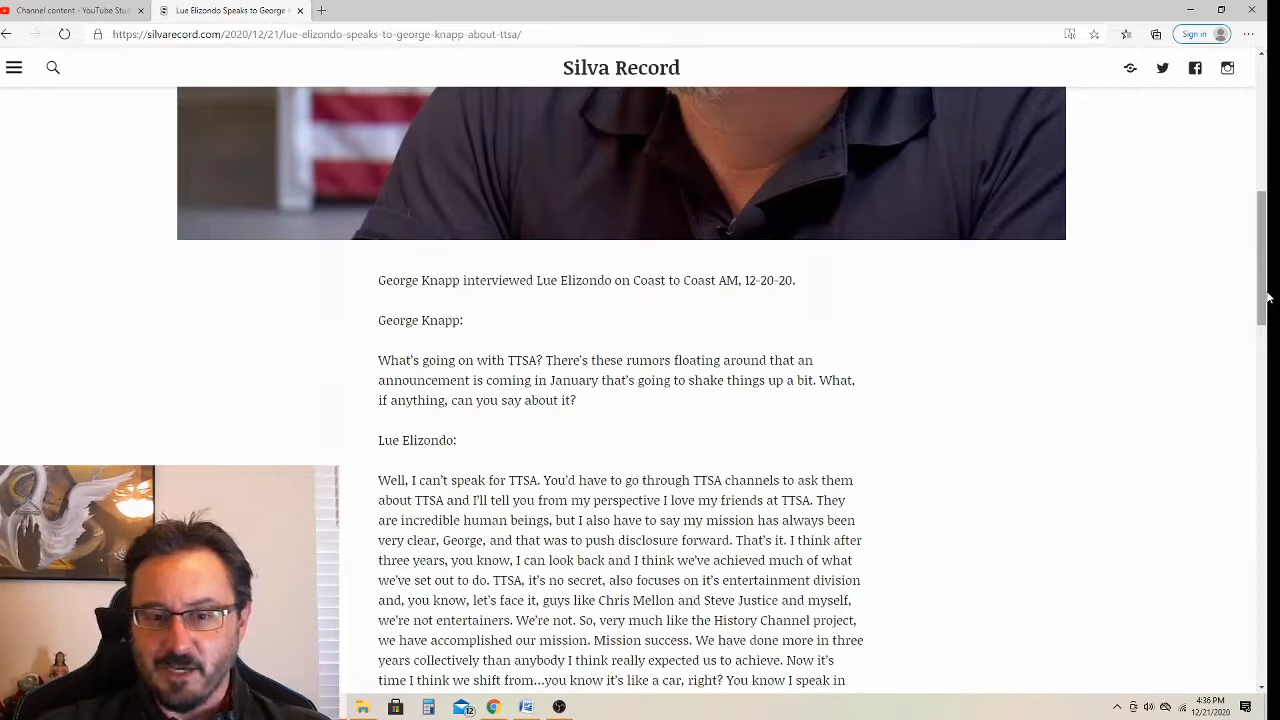 Channel content - YouTube Stu
Lue Elizondo Speaks to George K
https://silvarecord.com/2020/12/21/lue-elizondo-speaks-to-george-knapp-about-ttsa/
Sign in
Silva Record
George Knapp interviewed Lue Elizondo on Coast to Coast AM, 12-20-20.
George Knapp:
What's going on with TTSA? There's these rumors floating around that an
announcement is coming in January that's going to shake things up a bit. What,
if anything, can you say about it?
Lue Elizondo:
Well, I can't speak for TTSA. You'd have to go through TTSA channels to ask them
about TTSA and I'll tell you from my perspective I love my friends at TTSA. They
are incredible human beings, but I also have to say my mission has always been
very clear, George, and that was to push disclosure forward. That's it. I think after
three years, you know, I can look back and I think we've achieved much of what
we've set out to do. TTSA, it's no secret, also focuses on it's entertainment division
and, you know, let's face it, guys like Chris Mellon and Steve Justice and myself,
we're not entertainers. We're not. So, very much like the History Channel project,
we have accomplished our mission. Mission success. We have done more in three
years collectively than anybody I think really expected us to achieve. Now it's
time I think we shift from...you know it's like a car, right? You know I speak in
12
4:36 PM
12/21/2020